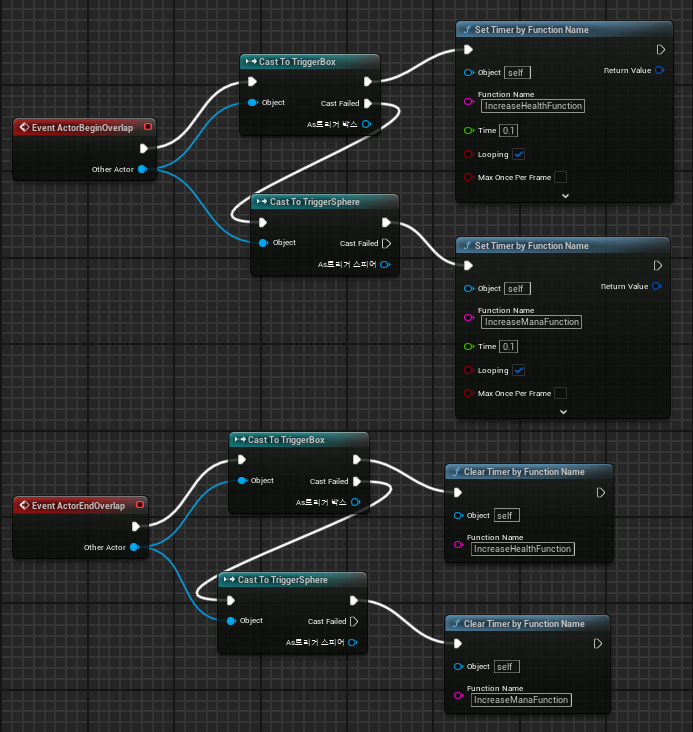 Event ActorBeginOverlap
Other Actor
Cast To TriggerBox
Object
Cast Failed
As트리거 박스
Cast To TriggerSphere
Object
Cast Failed
As트리거 스피어
Set Timer by Function Name
Object self
Return Value
Function Name
IncreaseHealthFunction
Time 0.1
Looping
Max Once Per Frame
Set Timer by Function Name
Object self
Return Value
Function Name
IncreaseManaFunction
Time 0.1
Looping
Max Once Per Frame
Event ActorEndOverlap
Other Actor
Cast To TriggerBox
Object
Cast Failed
As트리거 박스
Cast To TriggerSphere
Object
Cast Failed
As트리거 스피어
Clear Timer by Function Name
Object self
Function Name
IncreaseHealthFunction
Clear Timer by Function Name
Object self
Function Name
IncreaseManaFunction